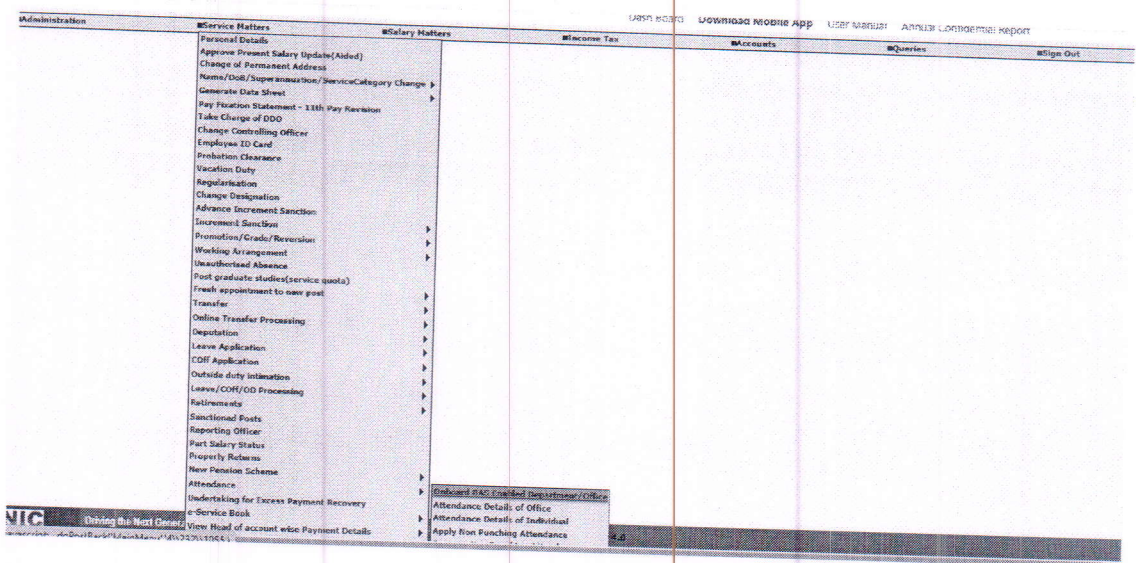 Dash Board Download Mobile App User Manual Annual Confidential Report
Administration Service Matters Salary Matters Income Tax Accounts Queries Sign Out
Personal Details
Approve Present Salary Update(Aided)
Change of Permanent Address
Name/DoB/Superannuation/ServiceCategory Change
Generate Data Sheet
Pay Fixation Statement - 11th Pay Revision
Take Charge of DDO
Change Controlling Officer
Employee ID Card
Probation Clearance
Vacation Duty
Regularisation
Change Designation
Advance Increment Sanction
Increment Sanction
Promotion/Grade/Reversion
Working Arrangement
Unauthorised Absence
Post graduate studies(service quota)
Fresh appointment to new post
Transfer
Online Transfer Processing
Deputation
Leave Application
COff Application
Outside duty intimation
Leave/COff/OD Processing
Retirements
Sanctioned Posts
Reporting Officer
Part Salary Status
Property Returns
New Pension Scheme
Attendance
Undertaking for Excess Payment Recovery
e-Service Book
View Head of account wise Payment Details
Onboard BAS Enabled Department/Office
Attendance Details of Office
Attendance Details of Individual
Apply Non Punching Attendance
NIC Driving the Next Genera
4.0